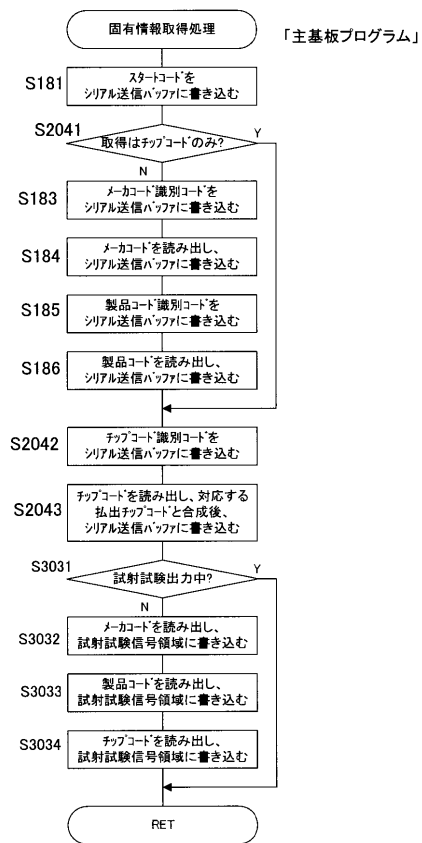 固有情報取得処理
「主基板プログラム」
S181
スタートコードを
シリアル送信バッファに書き込む
S2041
取得はチップコードのみ?
Y
N
S183
メーカコード識別コードを
シリアル送信バッファに書き込む
S184
メーカコードを読み出し、
シリアル送信バッファに書き込む
S185
製品コード識別コードを
シリアル送信バッファに書き込む
S186
製品コードを読み出し、
シリアル送信バッファに書き込む
S2042
チップコード識別コードを
シリアル送信バッファに書き込む
S2043
チップコードを読み出し、対応する
払出チップコードと合成後、
シリアル送信バッファに書き込む
S3031
試射試験出力中?
Y
N
S3032
メーカコードを読み出し、
試射試験信号領域に書き込む
S3033
製品コードを読み出し、
試射試験信号領域に書き込む
S3034
チップコードを読み出し、
試射試験信号領域に書き込む
RET